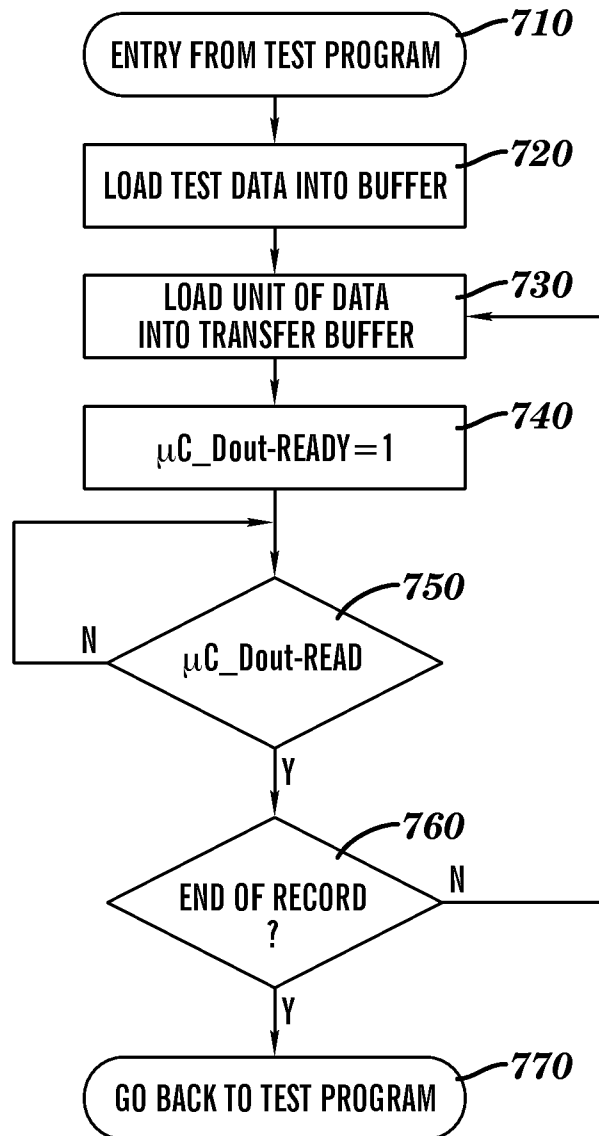 710
ENTRY FROM TEST PROGRAM
720
LOAD TEST DATA INTO BUFFER
730
LOAD UNIT OF DATA
INTO TRANSFER BUFFER
740
μC_Dout-READY=1
750
N
μC_Dout-READ
Y
760
END OF RECORD
?
N
Y
770
GO BACK TO TEST PROGRAM